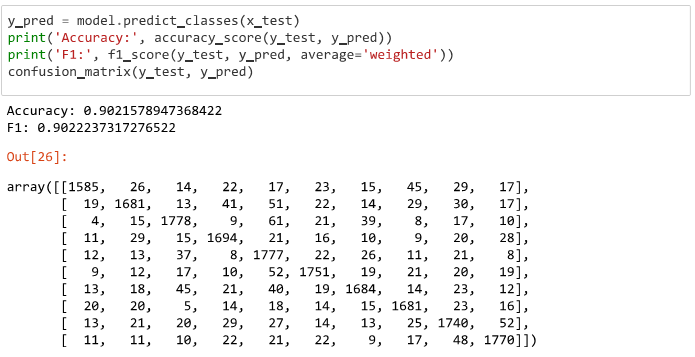 y_pred = model.predict_classes(x_test)
print('Accuracy:', accuracy_score(y_test, y_pred))
print('F1:', f1_score(y_test, y_pred, average='weighted'))
confusion_matrix(y_test, y_pred)
Accuracy: 0.9021578947368422
F1: 0.9022237317276522
Out[26]:
array([[1585, 26, 14, 22, 17, 23, 15, 45, 29, 17],
[ 19, 1681, 13, 41, 51, 22, 14, 29, 30, 17],
[ 4, 15, 1778, 9, 61, 21, 39, 8, 17, 10],
[ 11, 29, 15, 1694, 21, 16, 10, 9, 20, 28],
[ 12, 13, 37, 8, 1777, 22, 26, 11, 21, 8],
[ 9, 12, 17, 10, 52, 1751, 19, 21, 20, 19],
[ 13, 18, 45, 21, 40, 19, 1684, 14, 23, 12],
[ 20, 20, 5, 14, 18, 14, 15, 1681, 23, 16],
[ 13, 21, 20, 29, 27, 14, 13, 25, 1740, 52],
[ 11, 11, 10, 22, 21, 22, 9, 17, 48, 1770]])